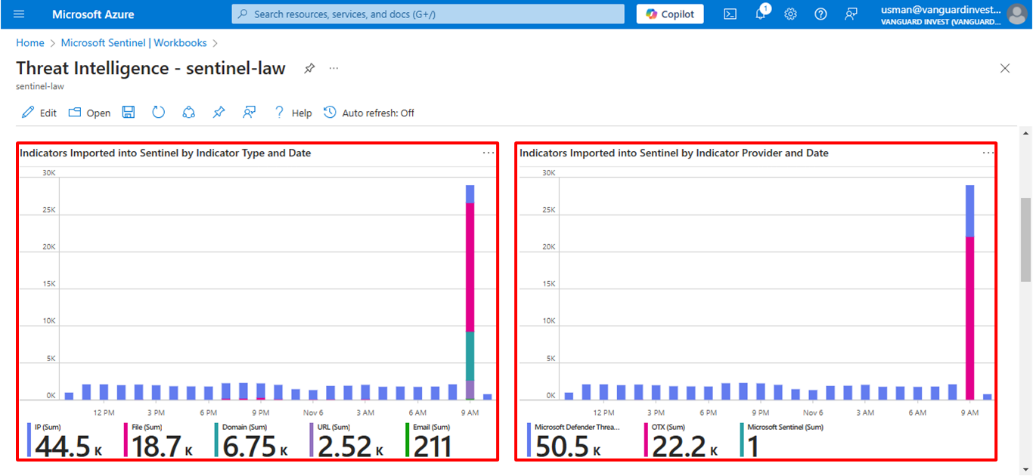 Microsoft Azure
Search resources, services, and docs (G+/)
Copilot
1
usman@vanguardinvest...
VANGUARD INVEST (VANGUARD...
Home > Microsoft Sentinel | Workbooks >
Threat Intelligence - sentinel-law
sentinel-law
Edit Open Help Auto refresh: Off
Indicators Imported into Sentinel by Indicator Type and Date
30K
25K
20K
15K
10K
5K
0K
12 PM 3 PM 6 PM 9 PM Nov 6 3 AM 6 AM 9 AM
IP (Sum) File (Sum) Domain (Sum) URL (Sum) Email (Sum)
44.5 K 18.7 K 6.75 K 2.52 K 211
Indicators Imported into Sentinel by Indicator Provider and Date
30K
25K
20K
15K
10K
5K
0K
12 PM 3 PM 6 PM 9 PM Nov 6 3 AM 6 AM 9 AM
Microsoft Defender Threa... OTX (Sum) Microsoft Sentinel (Sum)
50.5 K 22.2 K 1